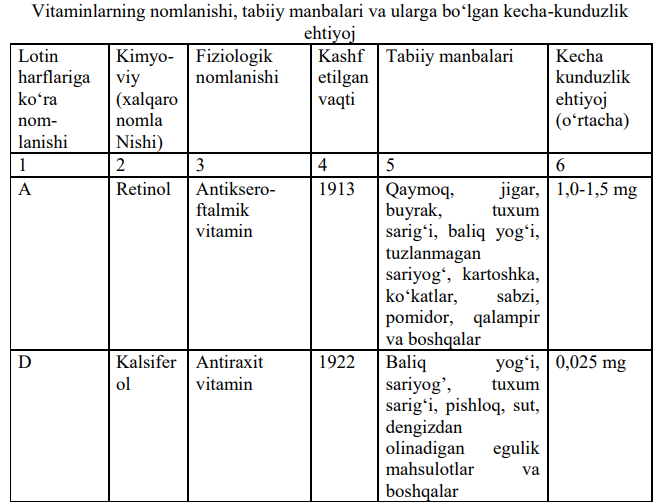 Vitaminlarning nomlanishi, tabiiy manbalari va ularga bo‘lgan kecha-kunduzlik
ehtiyoj
Lotin
harflariga
ko‘ra
nom-
lanishi
Kimyo-
viy
(xalqaro
nomla
Nishi)
Fiziologik
nomlanishi
Kashf
etilgan
vaqti
Tabiiy manbalari
Kecha
kunduzlik
ehtiyoj
(o‘rtacha)
1
2
3
4
5
6
A
Retinol
Antiksero-
ftalmik
vitamin
1913
Qaymoq, jigar,
buyrak, tuxum
sarig‘i, baliq yog‘i,
tuzlanmagan
sariyog‘, kartoshka,
ko‘katlar, sabzi,
pomidor, qalampir
va boshqalar
1,0-1,5 mg
D
Kalsifer
ol
Antiraxit
vitamin
1922
Baliq yog‘i,
sariyog’, tuxum
sarig‘i, pishloq, sut,
dengizdan
olinadigan egulik
mahsulotlar va
boshqalar
0,025 mg